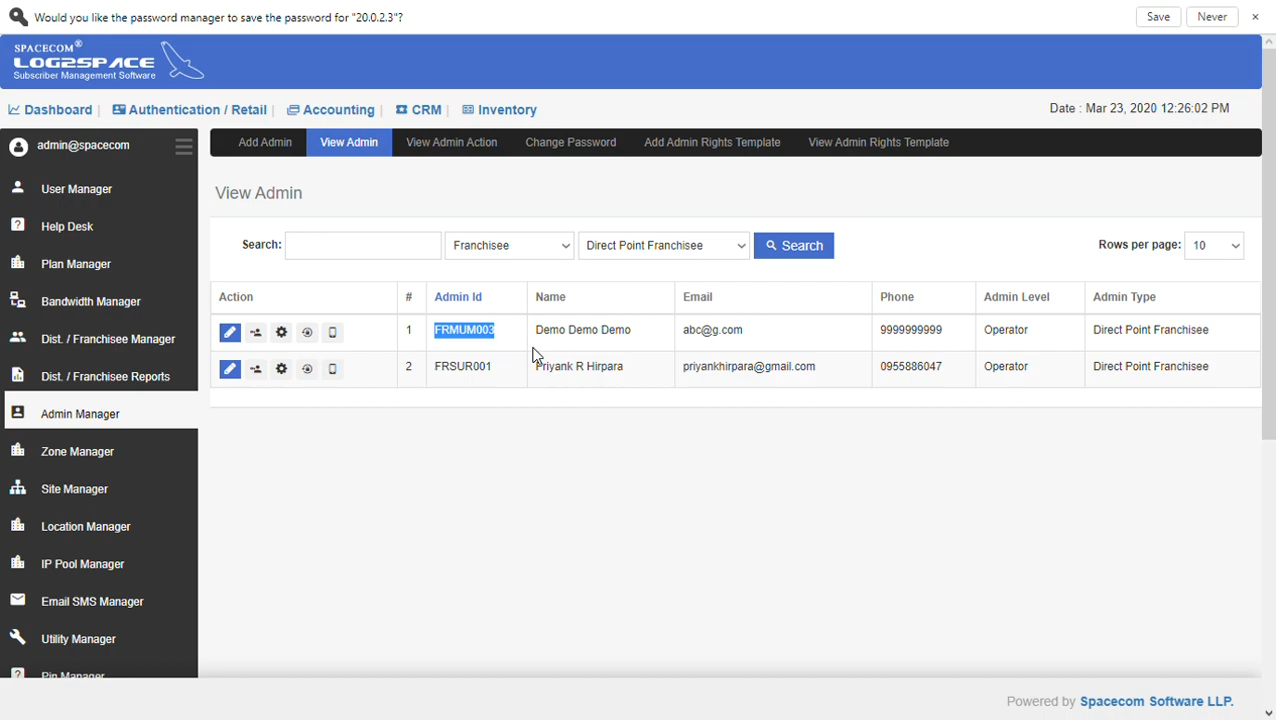 Would you like the password manager to save the password for "20.0.2.3"? Save Never ×
SPACECOM®
LOG2SPACE
Subscriber Management Software
Dashboard | Authentication / Retail | Accounting | CRM | Inventory Date : Mar 23, 2020 12:26:02 PM
admin@spacecom
User Manager
Help Desk
Plan Manager
Bandwidth Manager
Dist. / Franchisee Manager
Dist. / Franchisee Reports
Admin Manager
Zone Manager
Site Manager
Location Manager
IP Pool Manager
Email SMS Manager
Utility Manager
Pin Manager
Add Admin View Admin View Admin Action Change Password Add Admin Rights Template View Admin Rights Template
View Admin
Search: Franchisee Direct Point Franchisee Search Rows per page: 10
Action # Admin Id Name Email Phone Admin Level Admin Type
1 FRMUM003 Demo Demo Demo abc@g.com 9999999999 Operator Direct Point Franchisee
2 FRSUR001 Priyank R Hirpara priyankhirpara@gmail.com 0955886047 Operator Direct Point Franchisee
Powered by Spacecom Software LLP.